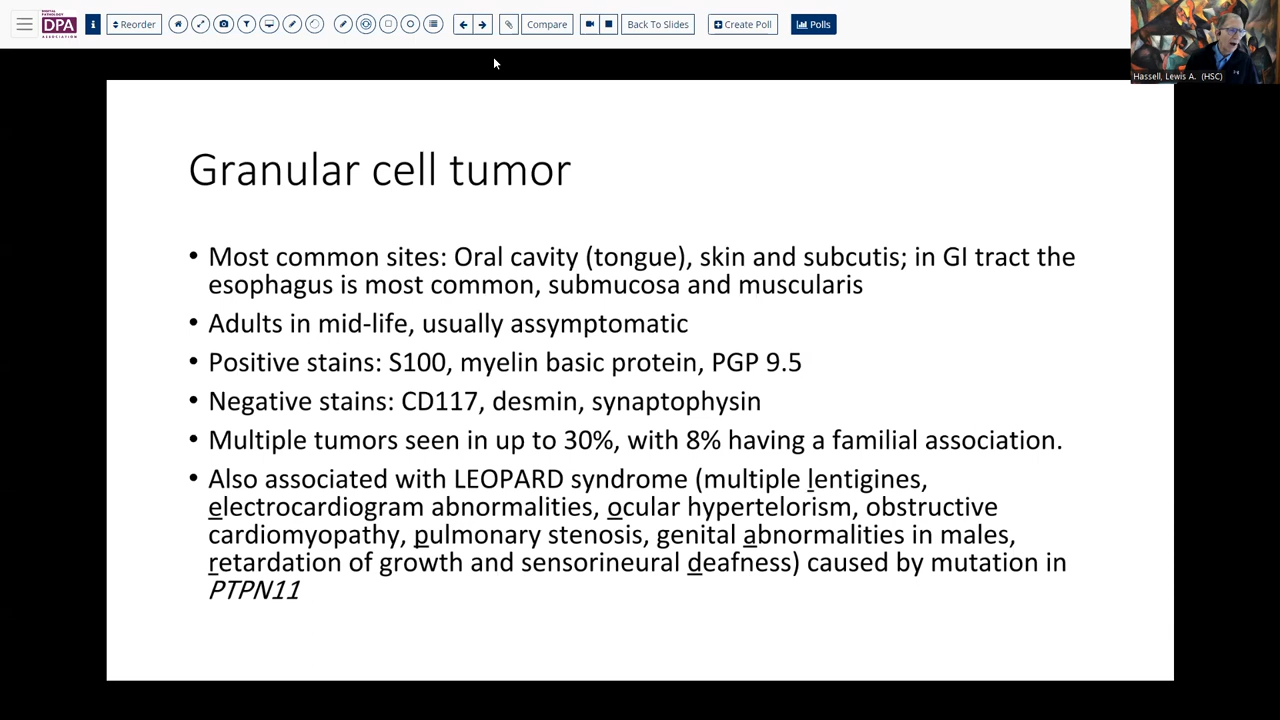 DIGITAL
PATHOLOGY
DPA
ASSOCIATION
i
Reorder
Compare
Back To Slides
Create Poll
Polls
Hassell, Lewis A. (HSC)
Granular cell tumor
• Most common sites: Oral cavity (tongue), skin and subcutis; in GI tract the
esophagus is most common, submucosa and muscularis
• Adults in mid-life, usually assymptomatic
• Positive stains: S100, myelin basic protein, PGP 9.5
• Negative stains: CD117, desmin, synaptophysin
• Multiple tumors seen in up to 30%, with 8% having a familial association.
• Also associated with LEOPARD syndrome (multiple lentigines,
electrocardiogram abnormalities, ocular hypertelorism, obstructive
cardiomyopathy, pulmonary stenosis, genital abnormalities in males,
retardation of growth and sensorineural deafness) caused by mutation in
PTPN11